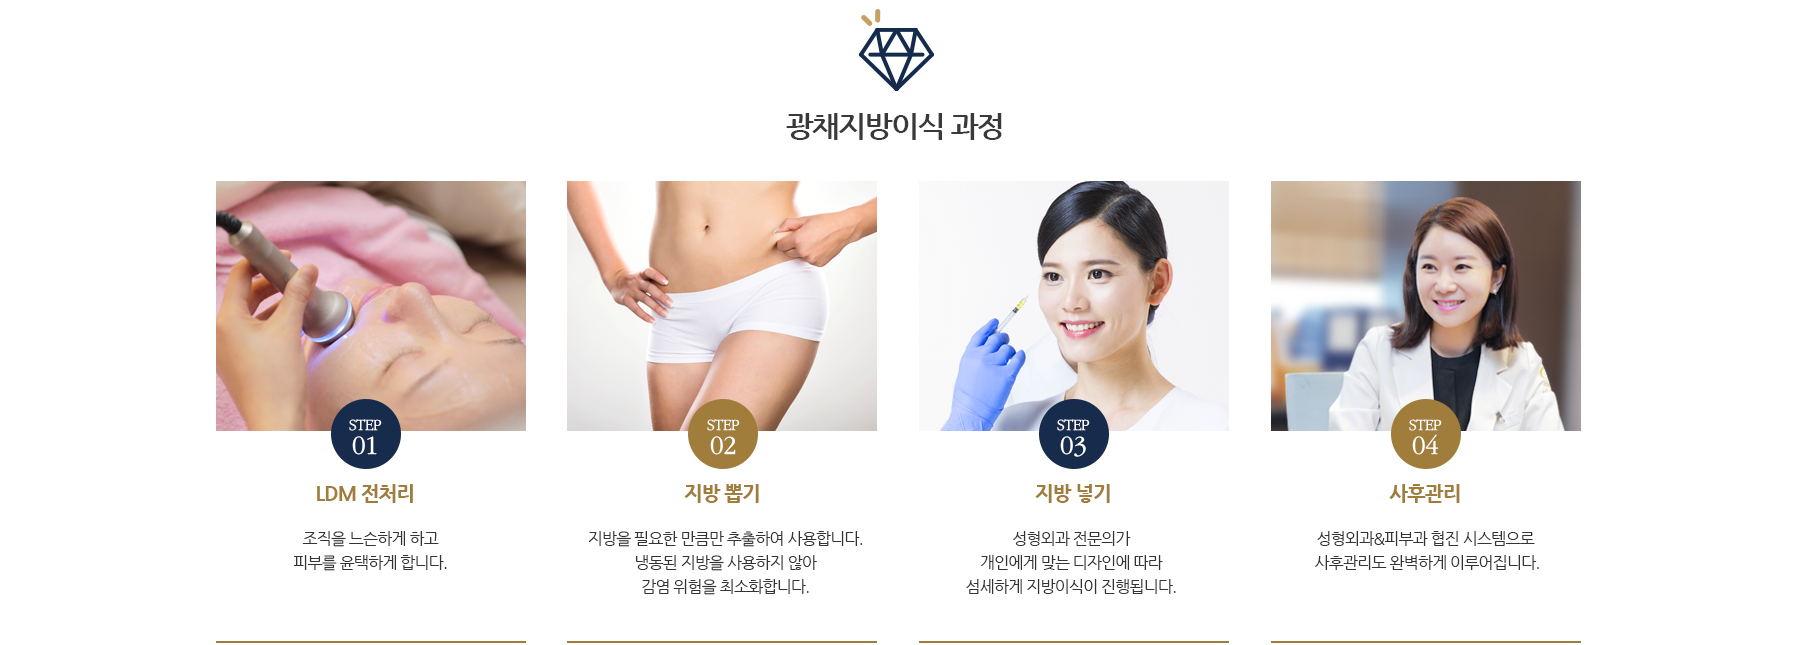 광채지방이식 과정
STEP
01
LDM 전처리
조직을 느슨하게 하고
피부를 윤택하게 합니다.
STEP
02
지방 뽑기
지방을 필요한 만큼만 추출하여 사용합니다.
냉동된 지방을 사용하지 않아
감염 위험을 최소화합니다.
STEP
03
지방 넣기
성형외과 전문의가
개인에게 맞는 디자인에 따라
섬세하게 지방이식이 진행됩니다.
STEP
04
사후관리
성형외과&피부과 협진 시스템으로
사후관리도 완벽하게 이루어집니다.